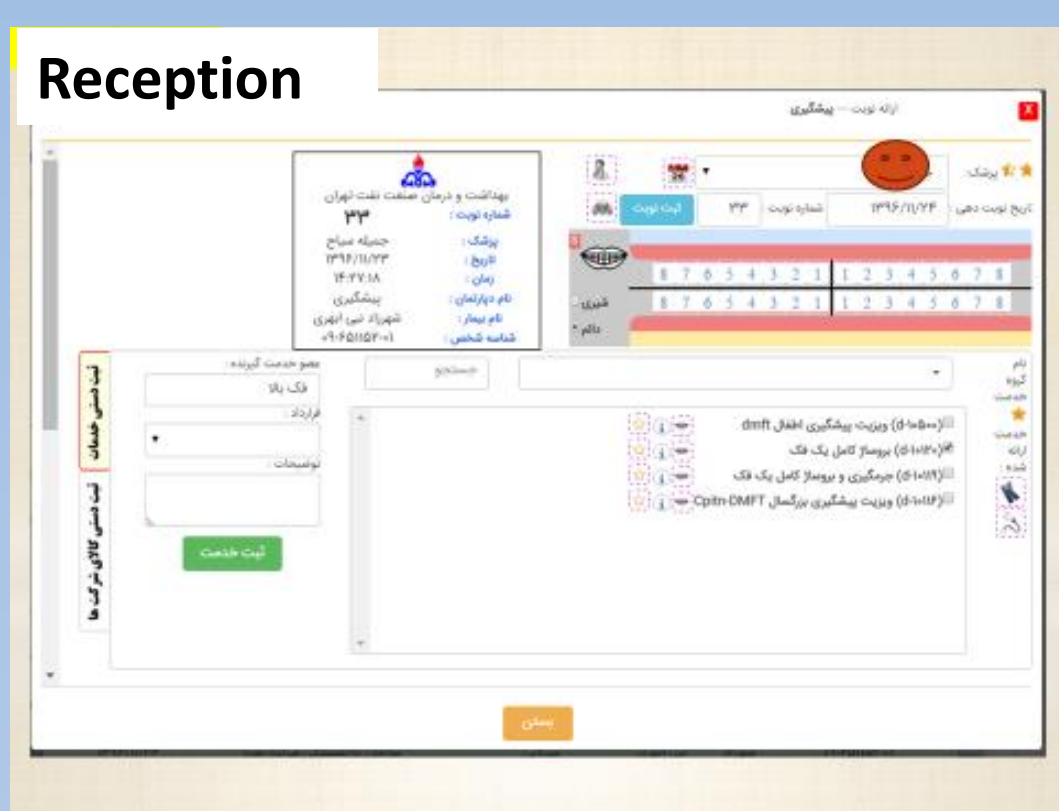 Reception
ارائه نوبت -- پیشگیری
X
پزشک:
تاریخ نوبت دهی : ۱۳۹۶/۱۱/۲۴ شماره نوبت ۳۳ ثبت نوبت
بهداشت و درمان صنعت نفت تهران
شماره نوبت : ۳۳
پزشک : جمیله سیاح
تاریخ : ۱۳۹۶/۱۱/۲۳
زمان : ۱۴:۲۷:۱۸
نام دپارتمان : پیشگیری
نام بیمار : شهرزاد نبی ابهری
شناسه شخص :
8 7 6 5 4 3 2 1 1 2 3 4 5 6 7 8
شیری 8 7 6 5 4 3 2 1 1 2 3 4 5 6 7 8
دائم
نام
گروه
خدمت
جستجو
خدمت
ارائه
شده :
(d-۱۰۵۰۰) ویزیت پیشگیری اطفال dmft
(d-۱۰۱۲۰) بروساژ کامل یک فک
(d-۱۰۱۱۹) جرمگیری و بروساژ کامل یک فک
(d-۱۰۱۱۶) ویزیت پیشگیری بزرگسال Cpitn-DMFT
عضو خدمت گیرنده :
فک بالا
قرارداد :
توضیحات :
ثبت خدمت
ثبت دستی خدمات
ثبت دستی کالای شرکت ها
بستن